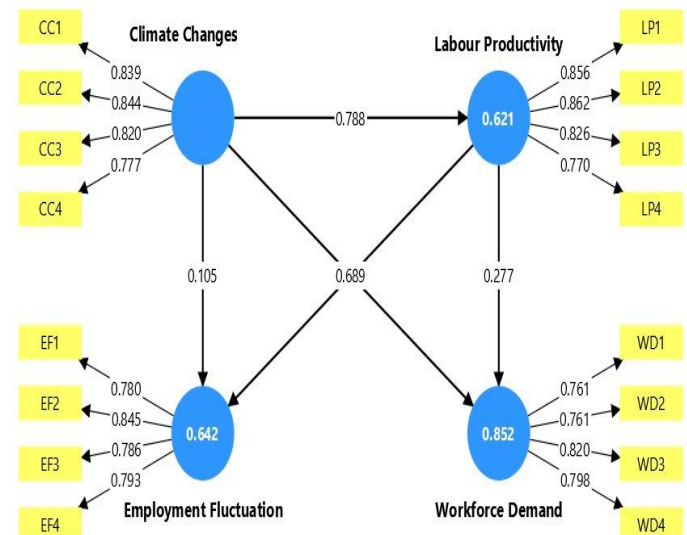 CC1
Climate Changes
LP1
Labour Productivity
0.839
0.856
CC2
LP2
0.844
0.862
0.788
0.621
CC3
0.820
0.826
LP3
0.777
0.770
CC4
LP4
0.105
0.689
0.277
EF1
WD1
0.780
0.761
EF2
0.845
0.761
WD2
0.642
0.852
0.786
0.820
EF3
WD3
0.793
0.798
Employment Fluctuation
Workforce Demand
EF4
WD4